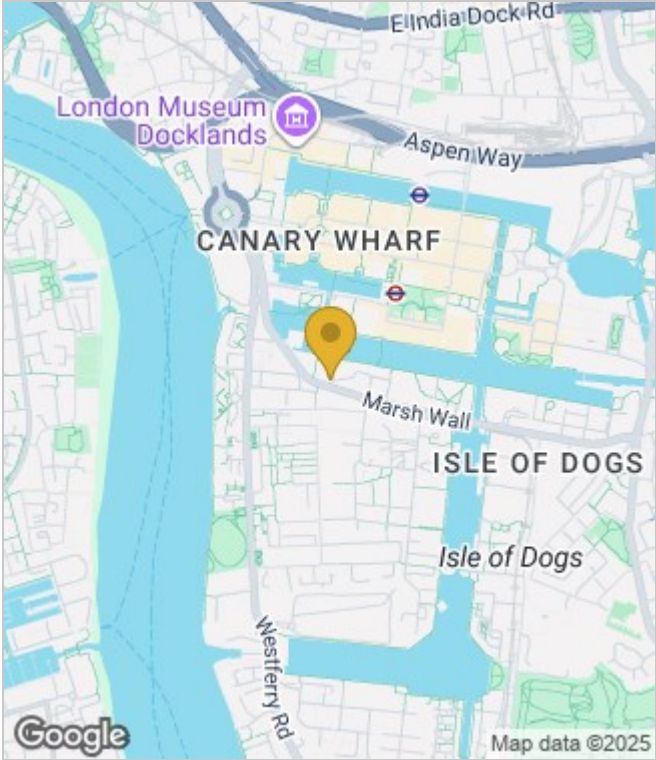 E India Dock Rd
London Museum
Docklands
Aspen Way
CANARY WHARF
Marsh Wall
ISLE OF DOGS
Isle of Dogs
Westferry Rd
Google
Map data ©2025